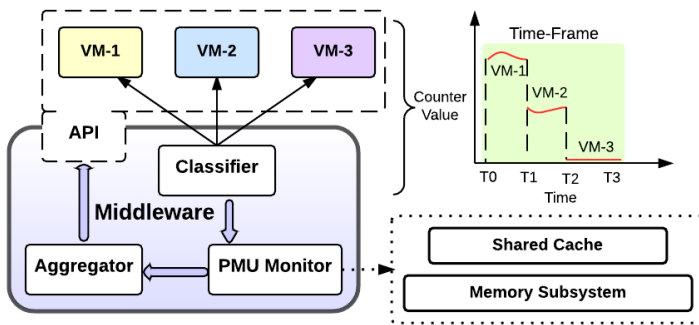 VM-1
VM-2
VM-3
API
Classifier
Middleware
Aggregator
PMU Monitor
Counter
Value
Time-Frame
VM-1
VM-2
VM-3
T0
T1
T2
T3
Time
Shared Cache
Memory Subsystem